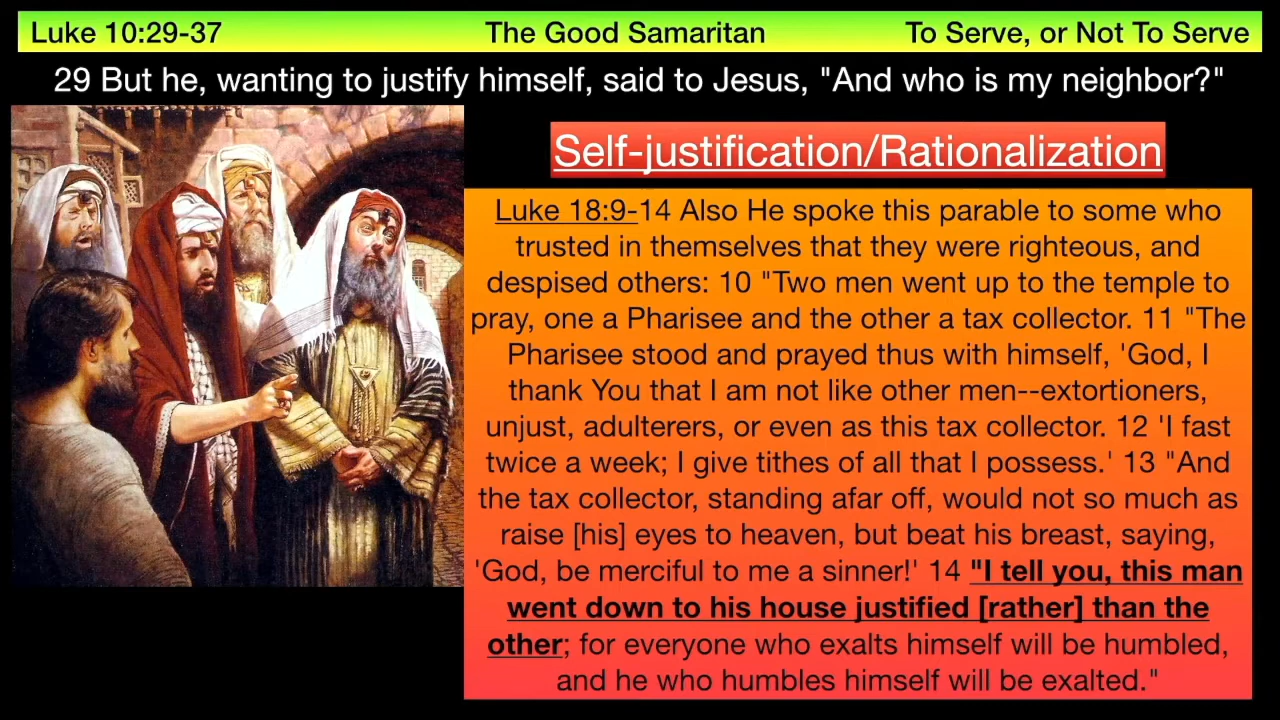 Luke 10:29-37 The Good Samaritan To Serve, or Not To Serve
29 But he, wanting to justify himself, said to Jesus, "And who is my neighbor?"
Self-justification/Rationalization
Luke 18:9-14 Also He spoke this parable to some who
trusted in themselves that they were righteous, and
despised others: 10 "Two men went up to the temple to
pray, one a Pharisee and the other a tax collector. 11 "The
Pharisee stood and prayed thus with himself, 'God, I
thank You that I am not like other men--extortioners,
unjust, adulterers, or even as this tax collector. 12 'I fast
twice a week; I give tithes of all that I possess.' 13 "And
the tax collector, standing afar off, would not so much as
raise [his] eyes to heaven, but beat his breast, saying,
'God, be merciful to me a sinner!' 14 "I tell you, this man
went down to his house justified [rather] than the
other; for everyone who exalts himself will be humbled,
and he who humbles himself will be exalted."